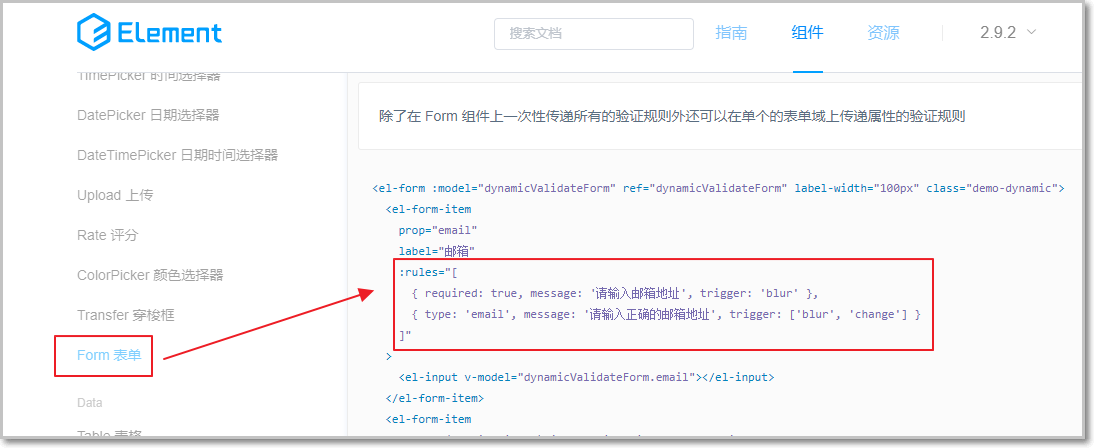 Element
搜索文档
指南
组件
资源
2.9.2
TimePicker 时间选择器
DatePicker 日期选择器
DateTimePicker 日期时间选择器
Upload 上传
Rate 评分
ColorPicker 颜色选择器
Transfer 穿梭框
Form 表单
Data
Table 表格
除了在 Form 组件上一次性传递所有的验证规则外还可以在单个的表单域上传递属性的验证规则
<el-form :model="dynamicValidateForm" ref="dynamicValidateForm" label-width="100px" class="demo-dynamic">
<el-form-item
prop="email"
label="邮箱"
:rules="[
{ required: true, message: '请输入邮箱地址', trigger: 'blur' },
{ type: 'email', message: '请输入正确的邮箱地址', trigger: ['blur', 'change'] }
]"
>
<el-input v-model="dynamicValidateForm.email"></el-input>
</el-form-item>
<el-form-item